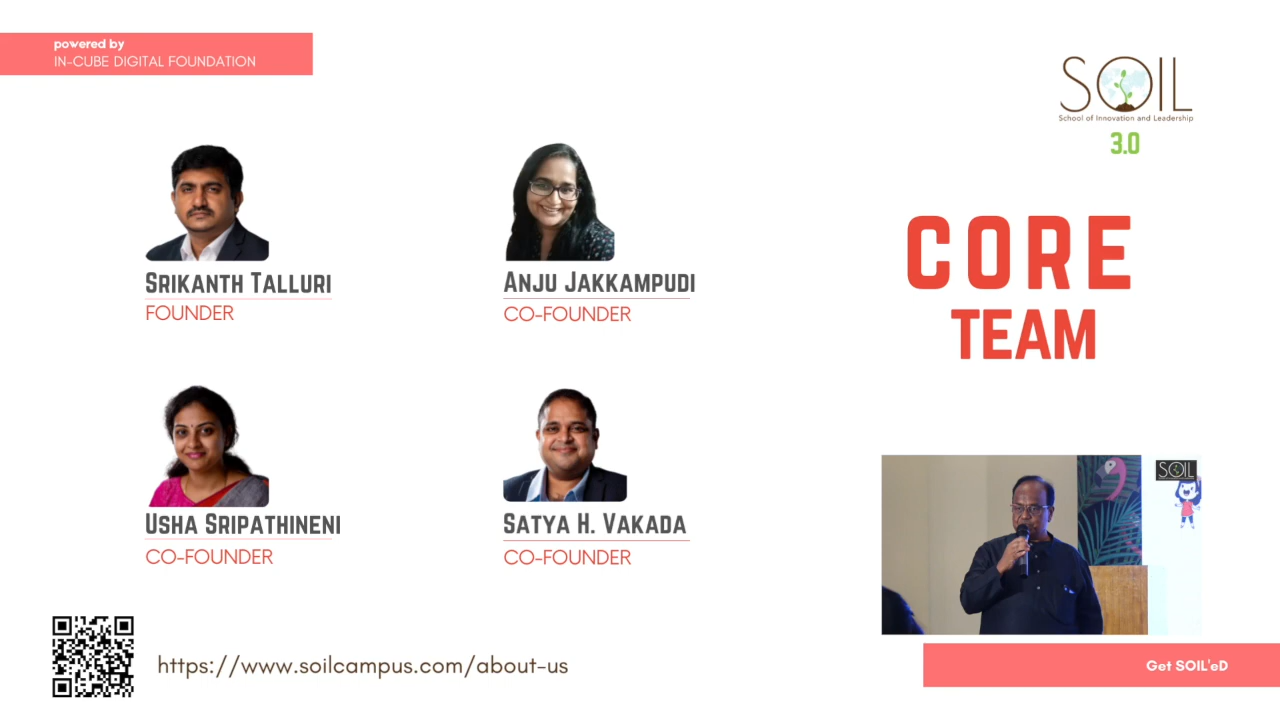 powered by
IN-CUBE DIGITAL FOUNDATION
SOIL
School of Innovation and Leadership
3.0
CORE
TEAM
SRIKANTH TALLURI
FOUNDER
ANJU JAKKAMPUDI
CO-FOUNDER
USHA SRIPATHINENI
CO-FOUNDER
SATYA H. VAKADA
CO-FOUNDER
SOIL
https://www.soilcampus.com/about-us
Get SOIL'eD